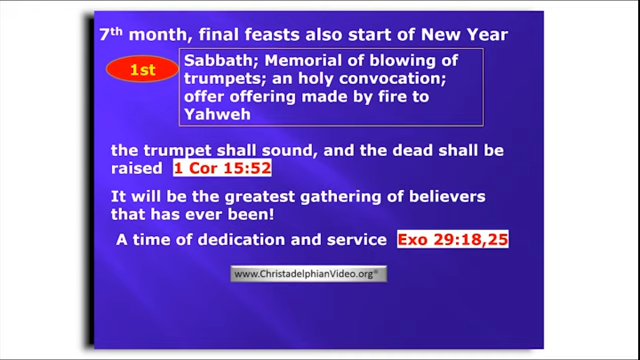 7th month, final feasts also start of New Year
1st
Sabbath; Memorial of blowing of
trumpets; an holy convocation;
offer offering made by fire to
Yahweh
the trumpet shall sound, and the dead shall be
raised 1 Cor 15:52
It will be the greatest gathering of believers
that has ever been!
A time of dedication and service Exo 29:18,25
www.ChristadelphianVideo.org®